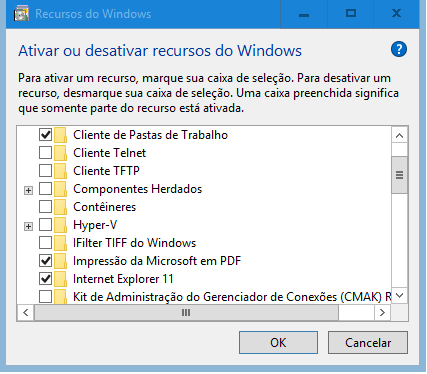 Recursos do Windows
Ativar ou desativar recursos do Windows
Para ativar um recurso, marque sua caixa de seleção. Para desativar um
recurso, desmarque sua caixa de seleção. Uma caixa preenchida significa
que somente parte do recurso está ativada.
Cliente de Pastas de Trabalho
Cliente Telnet
Cliente TFTP
Componentes Herdados
Contêineres
Hyper-V
IFilter TIFF do Windows
Impressão da Microsoft em PDF
Internet Explorer 11
Kit de Administração do Gerenciador de Conexões (CMAK) R
OK
Cancelar